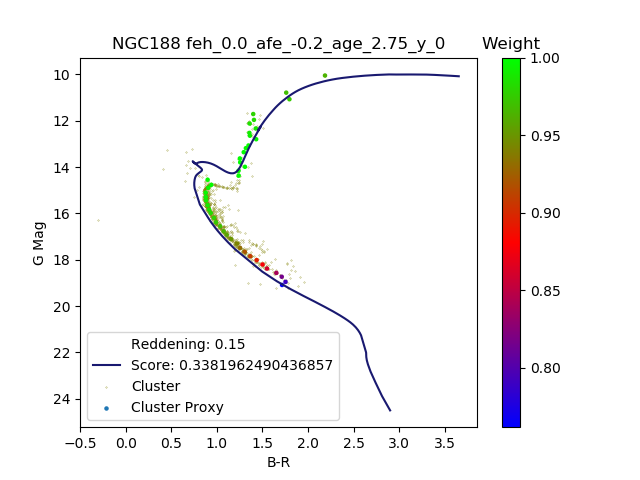 NGC188 feh_0.0_afe_-0.2_age_2.75_y_0
Weight
10
12
14
16
18
20
22
24
G Mag
Reddening: 0.15
Score: 0.3381962490436857
Cluster
Cluster Proxy
−0.5 0.0 0.5 1.0 1.5 2.0 2.5 3.0 3.5
B-R
1.00
0.95
0.90
0.85
0.80